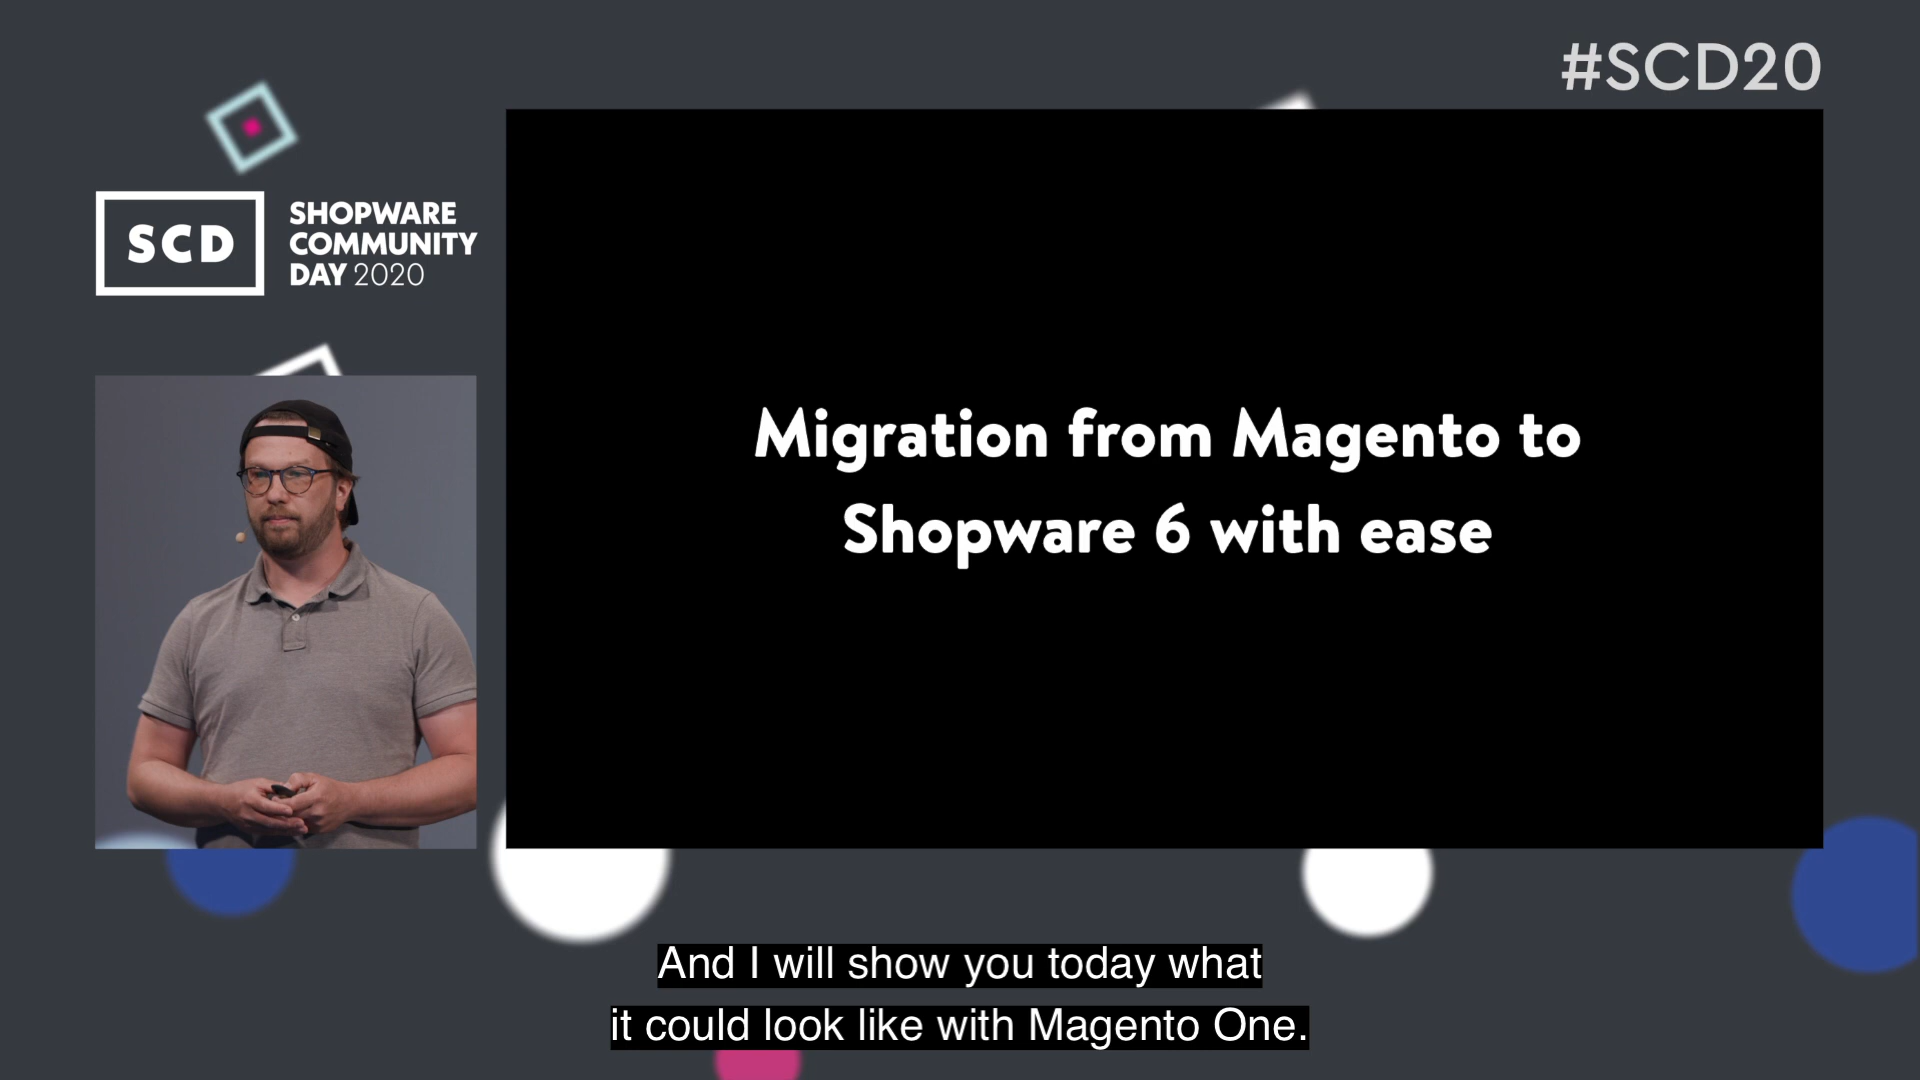 #SCD20
SCD
SHOPWARE
COMMUNITY
DAY 2020
Migration from Magento to
Shopware 6 with ease
And I will show you today what
it could look like with Magento One.